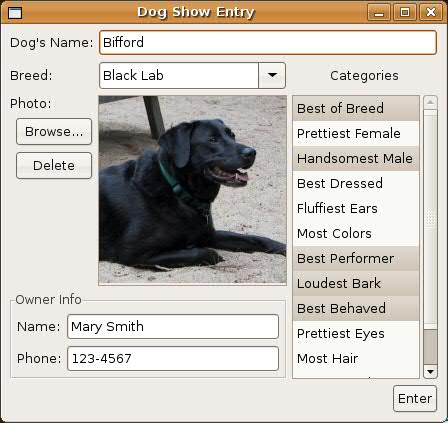 Dog Show Entry
Dog's Name: Bifford
Breed: Black Lab
Categories
Photo:
Browse...
Delete
Best of Breed
Prettiest Female
Handsomest Male
Best Dressed
Fluffiest Ears
Most Colors
Best Performer
Loudest Bark
Best Behaved
Prettiest Eyes
Most Hair
Owner Info
Name: Mary Smith
Phone: 123-4567
Enter